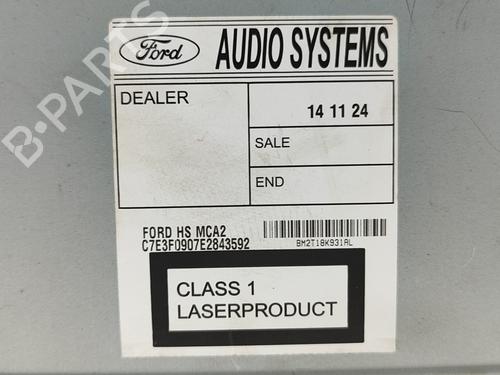 Ford AUDIO SYSTEMS
DEALER
14 11 24
SALE
END
FORD HS MCA2
C7E3F0907E2843592
BM2T18K931AL
CLASS 1
LASERPRODUCT
B-PARTS